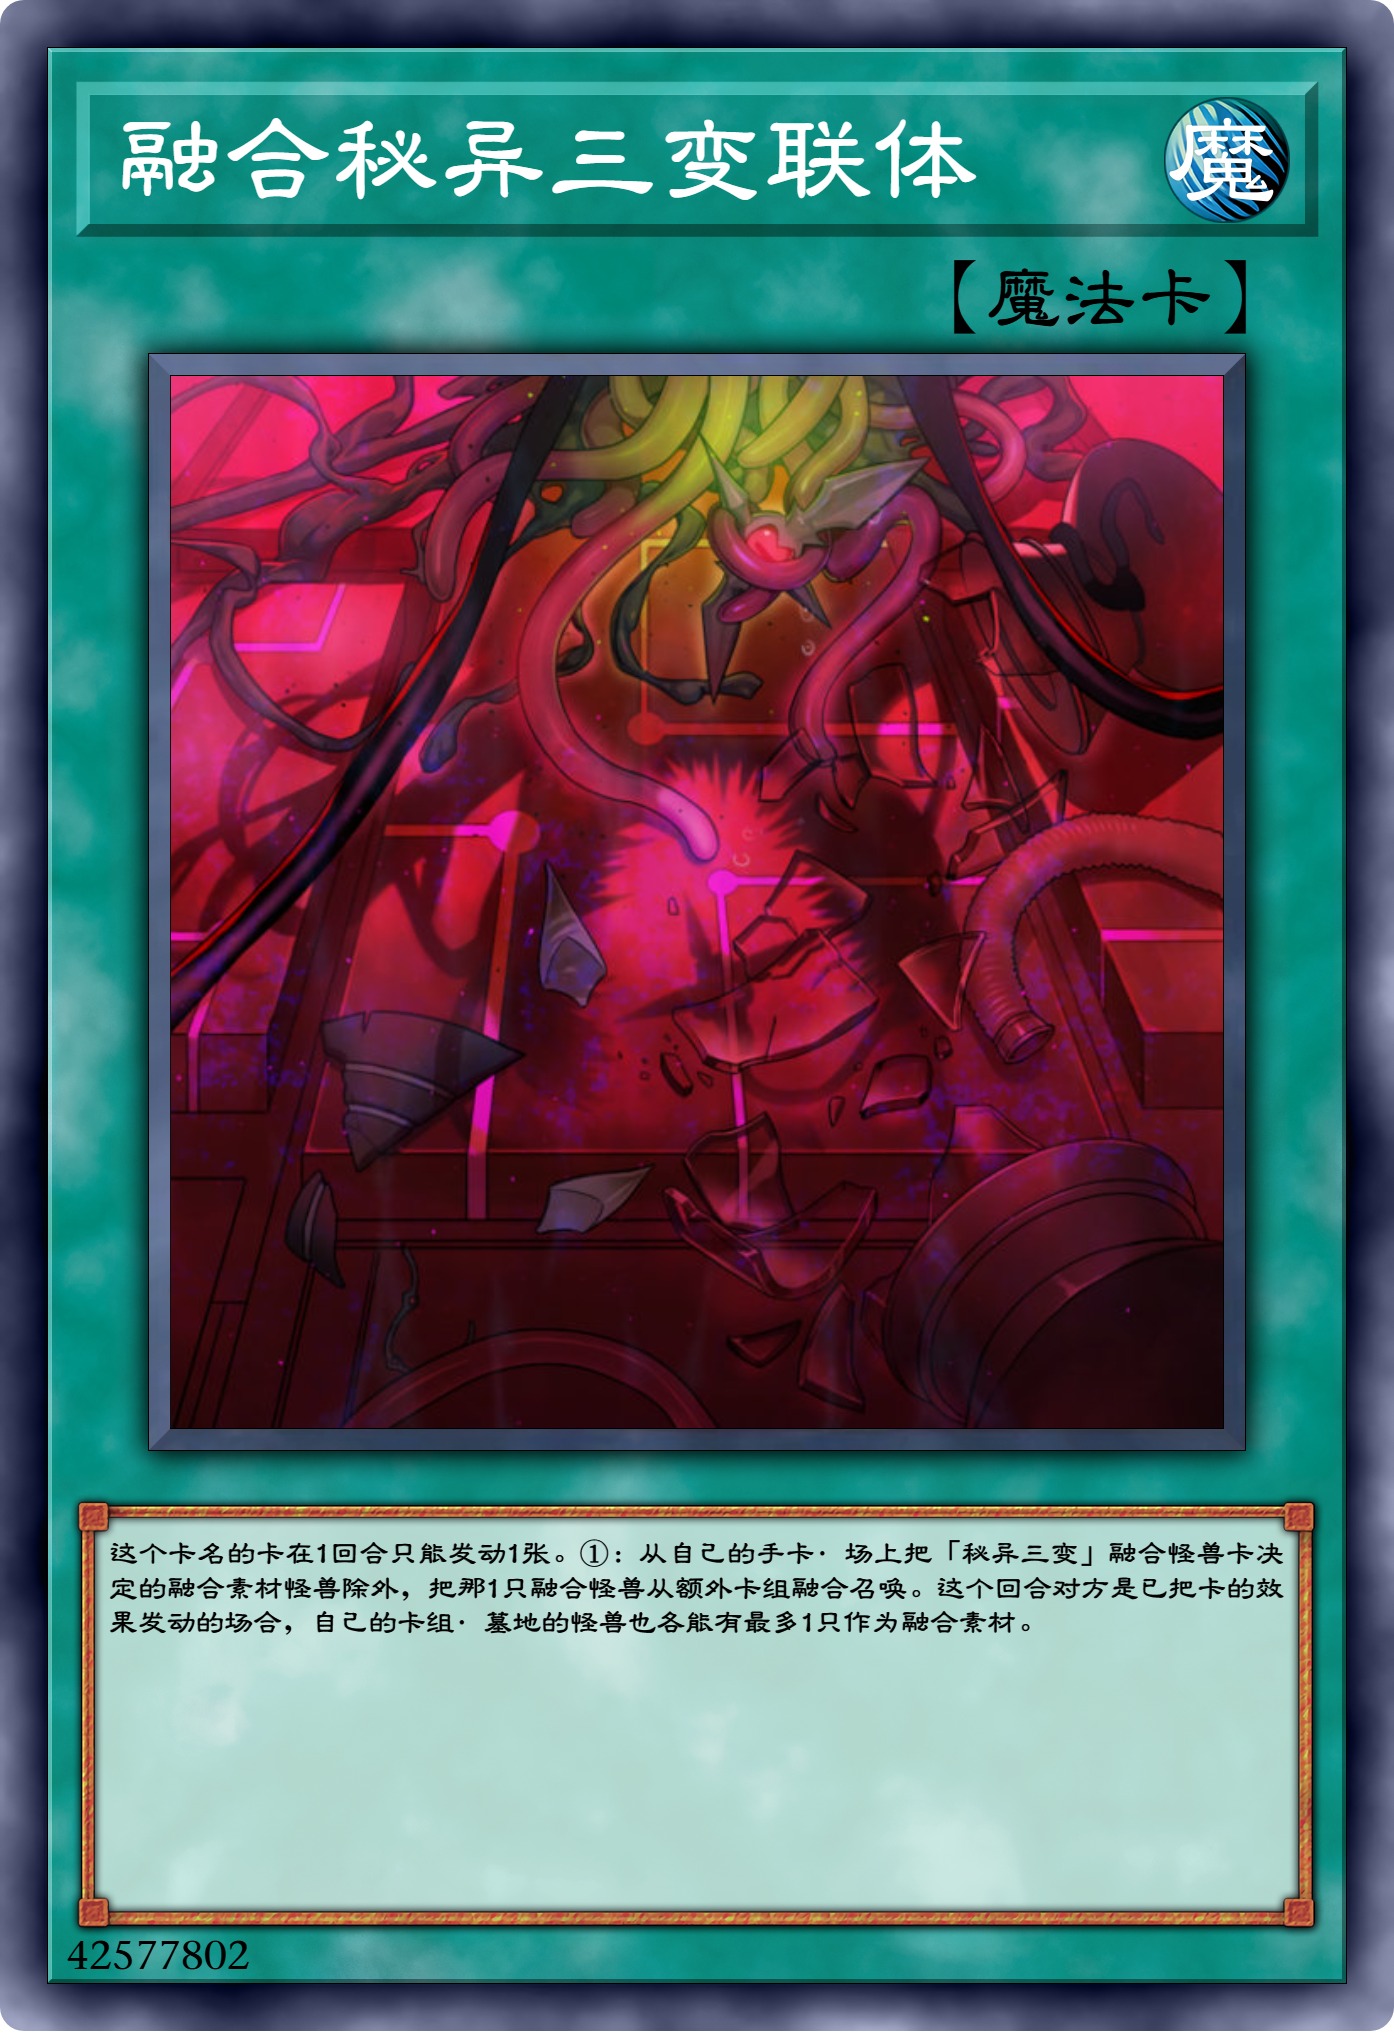 融合秘异三变联体
魔
【魔法卡】
这个卡名的卡在1回合只能发动1张。①：从自己的手卡·场上把「秘异三变」融合怪兽卡决
定的融合素材怪兽除外，把那1只融合怪兽从额外卡组融合召唤。这个回合对方是已把卡的效
果发动的场合，自己的卡组·墓地的怪兽也各能有最多1只作为融合素材。
42577802